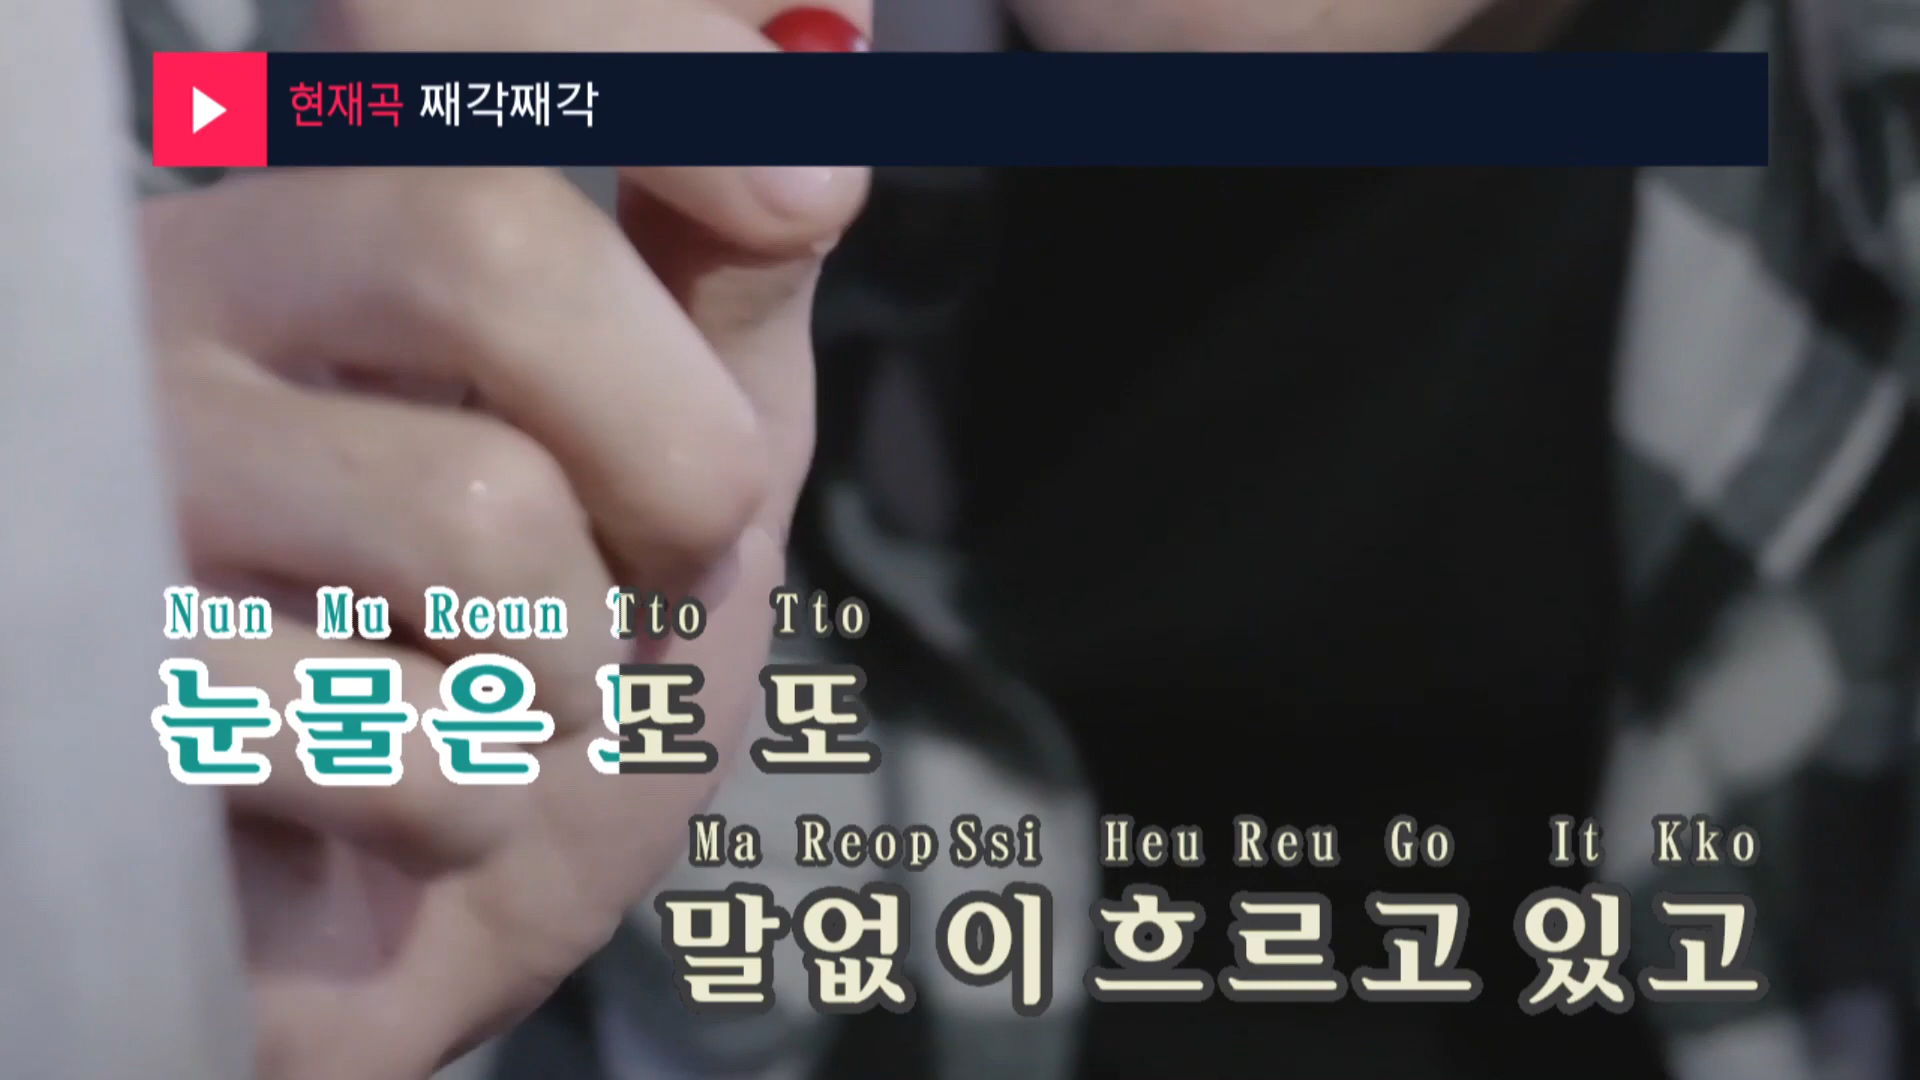 현재곡 째각째각
Nun Mu Reun Tto Tto
눈물은 또 또
Ma Reop Ssi Heu Reu Go It Kko
말없이 흐르고 있고